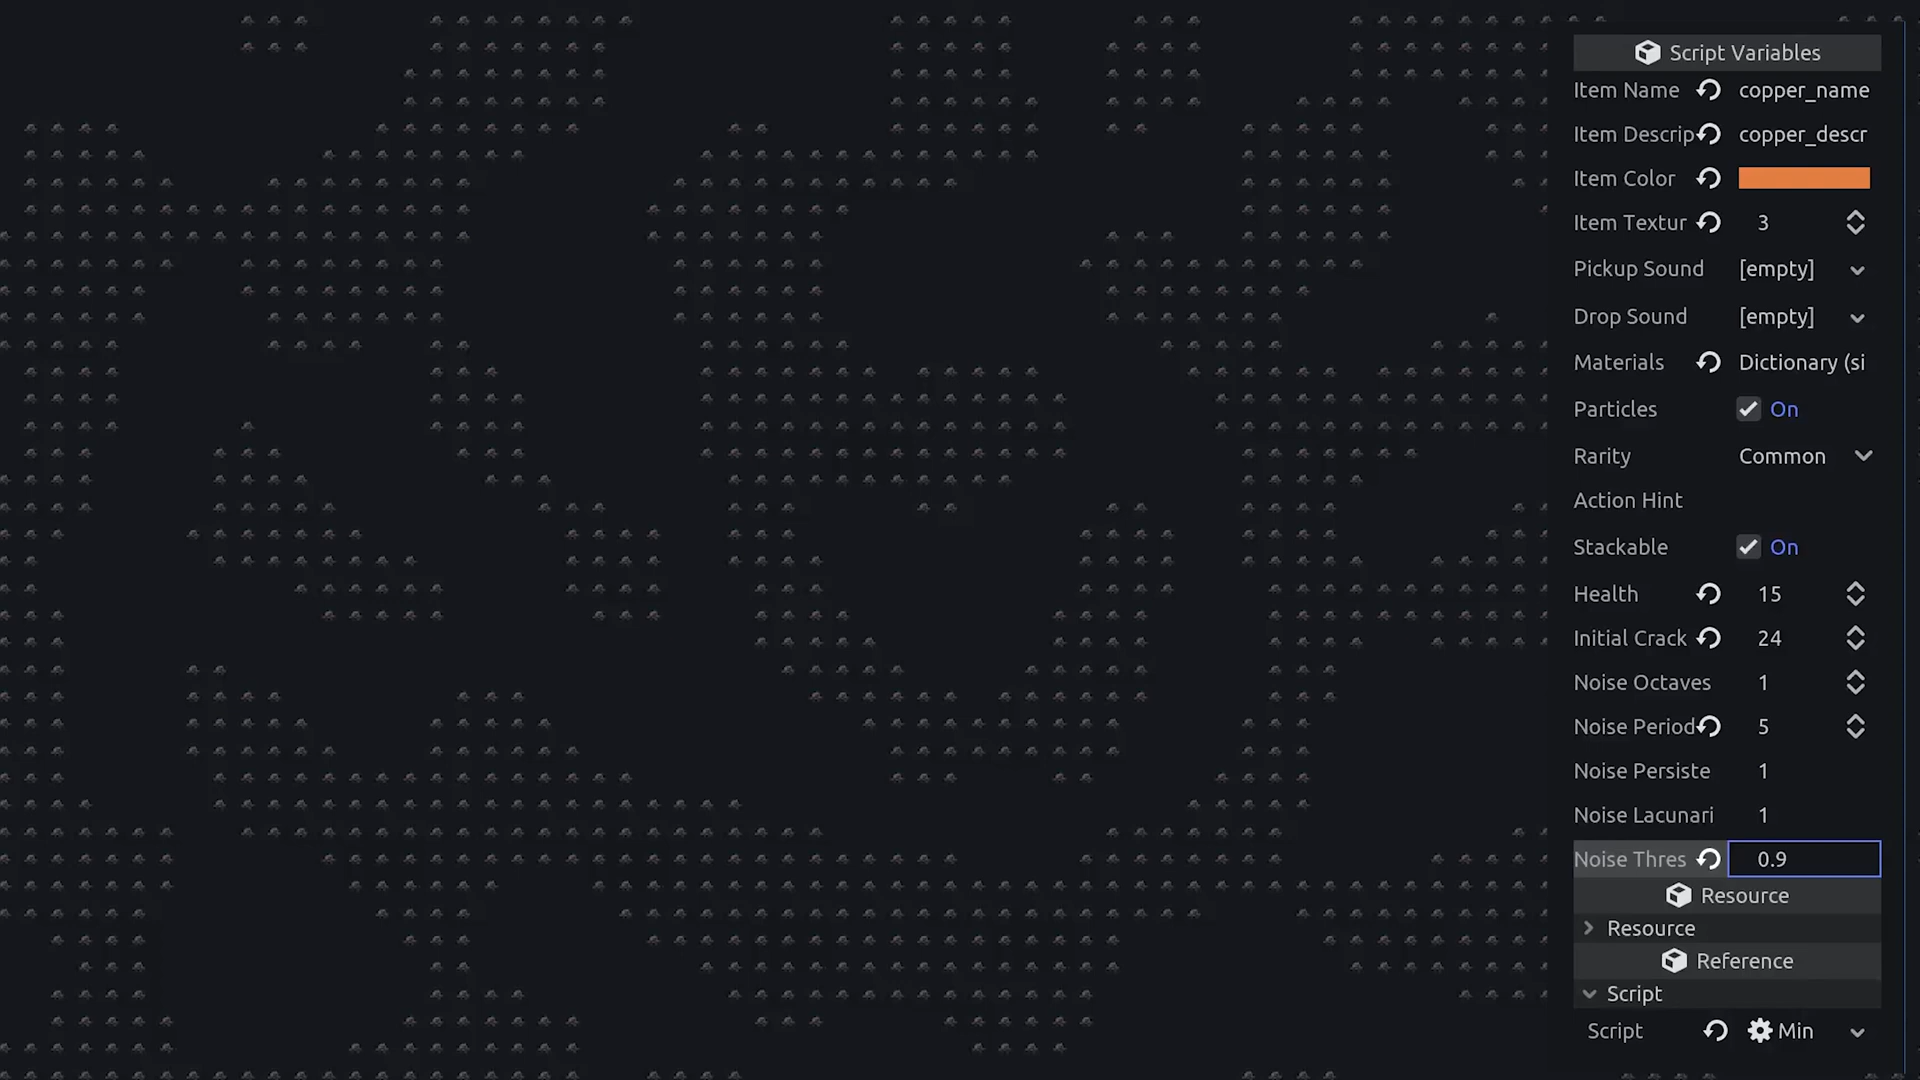 Script Variables
Item Name copper_name
Item Descrip copper_descr
Item Color
Item Textur 3
Pickup Sound [empty]
Drop Sound [empty]
Materials Dictionary (si
Particles On
Rarity Common
Action Hint
Stackable On
Health 15
Initial Crack 24
Noise Octaves 1
Noise Period 5
Noise Persiste 1
Noise Lacunari 1
Noise Thres 0.9
Resource
Resource
Reference
Script
Script Min